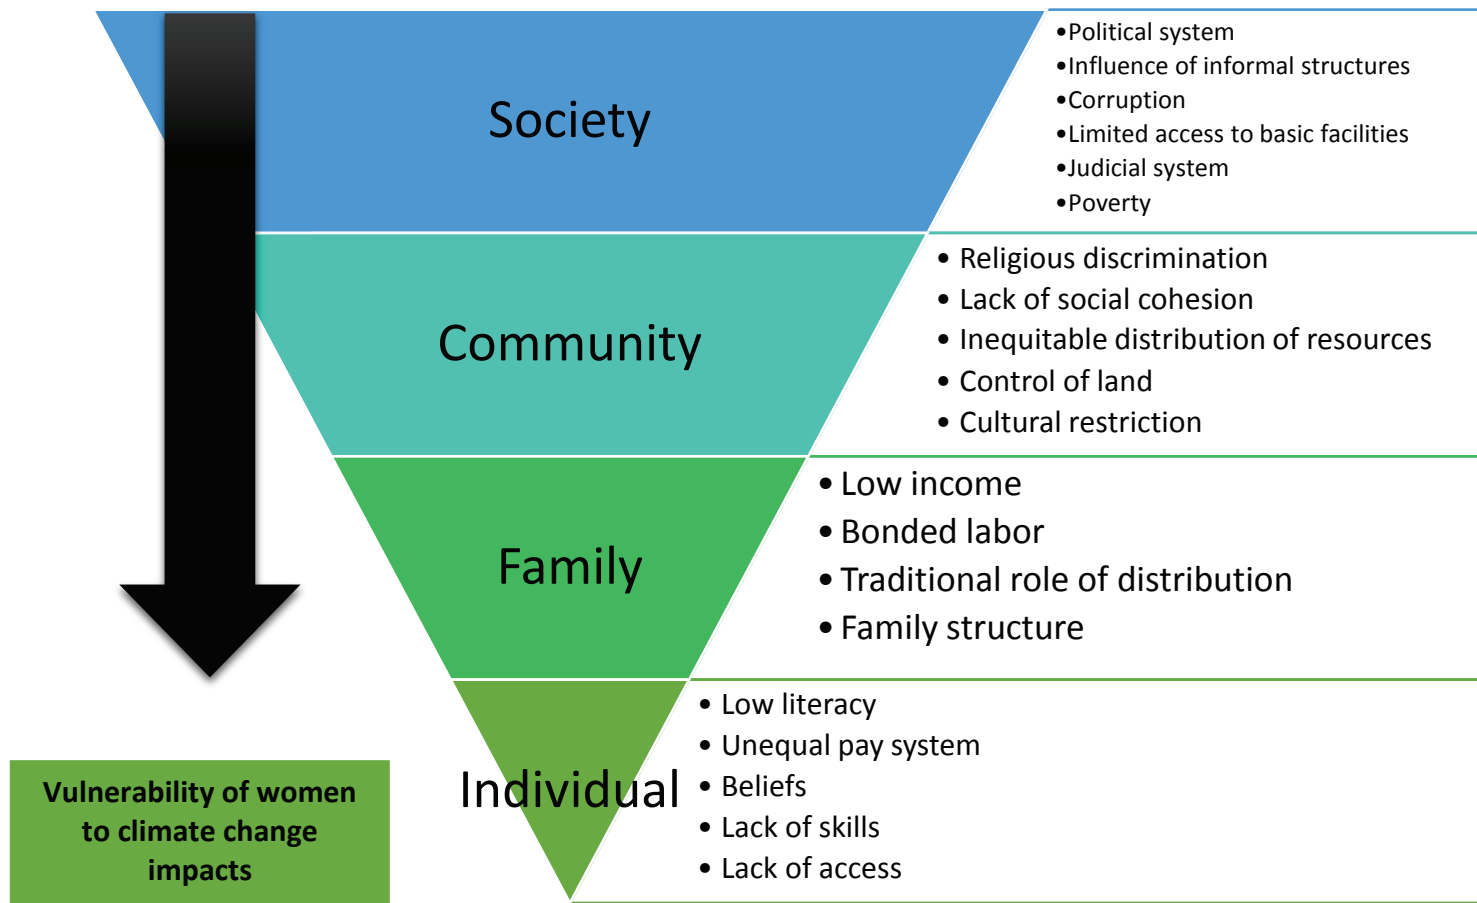 Society
•Political system
•Influence of informal structures
•Corruption
•Limited access to basic facilities
•Judicial system
•Poverty
Community
• Religious discrimination
• Lack of social cohesion
• Inequitable distribution of resources
• Control of land
• Cultural restriction
Family
• Low income
• Bonded labor
• Traditional role of distribution
• Family structure
Individual
• Low literacy
• Unequal pay system
• Beliefs
• Lack of skills
• Lack of access
Vulnerability of women
to climate change
impacts